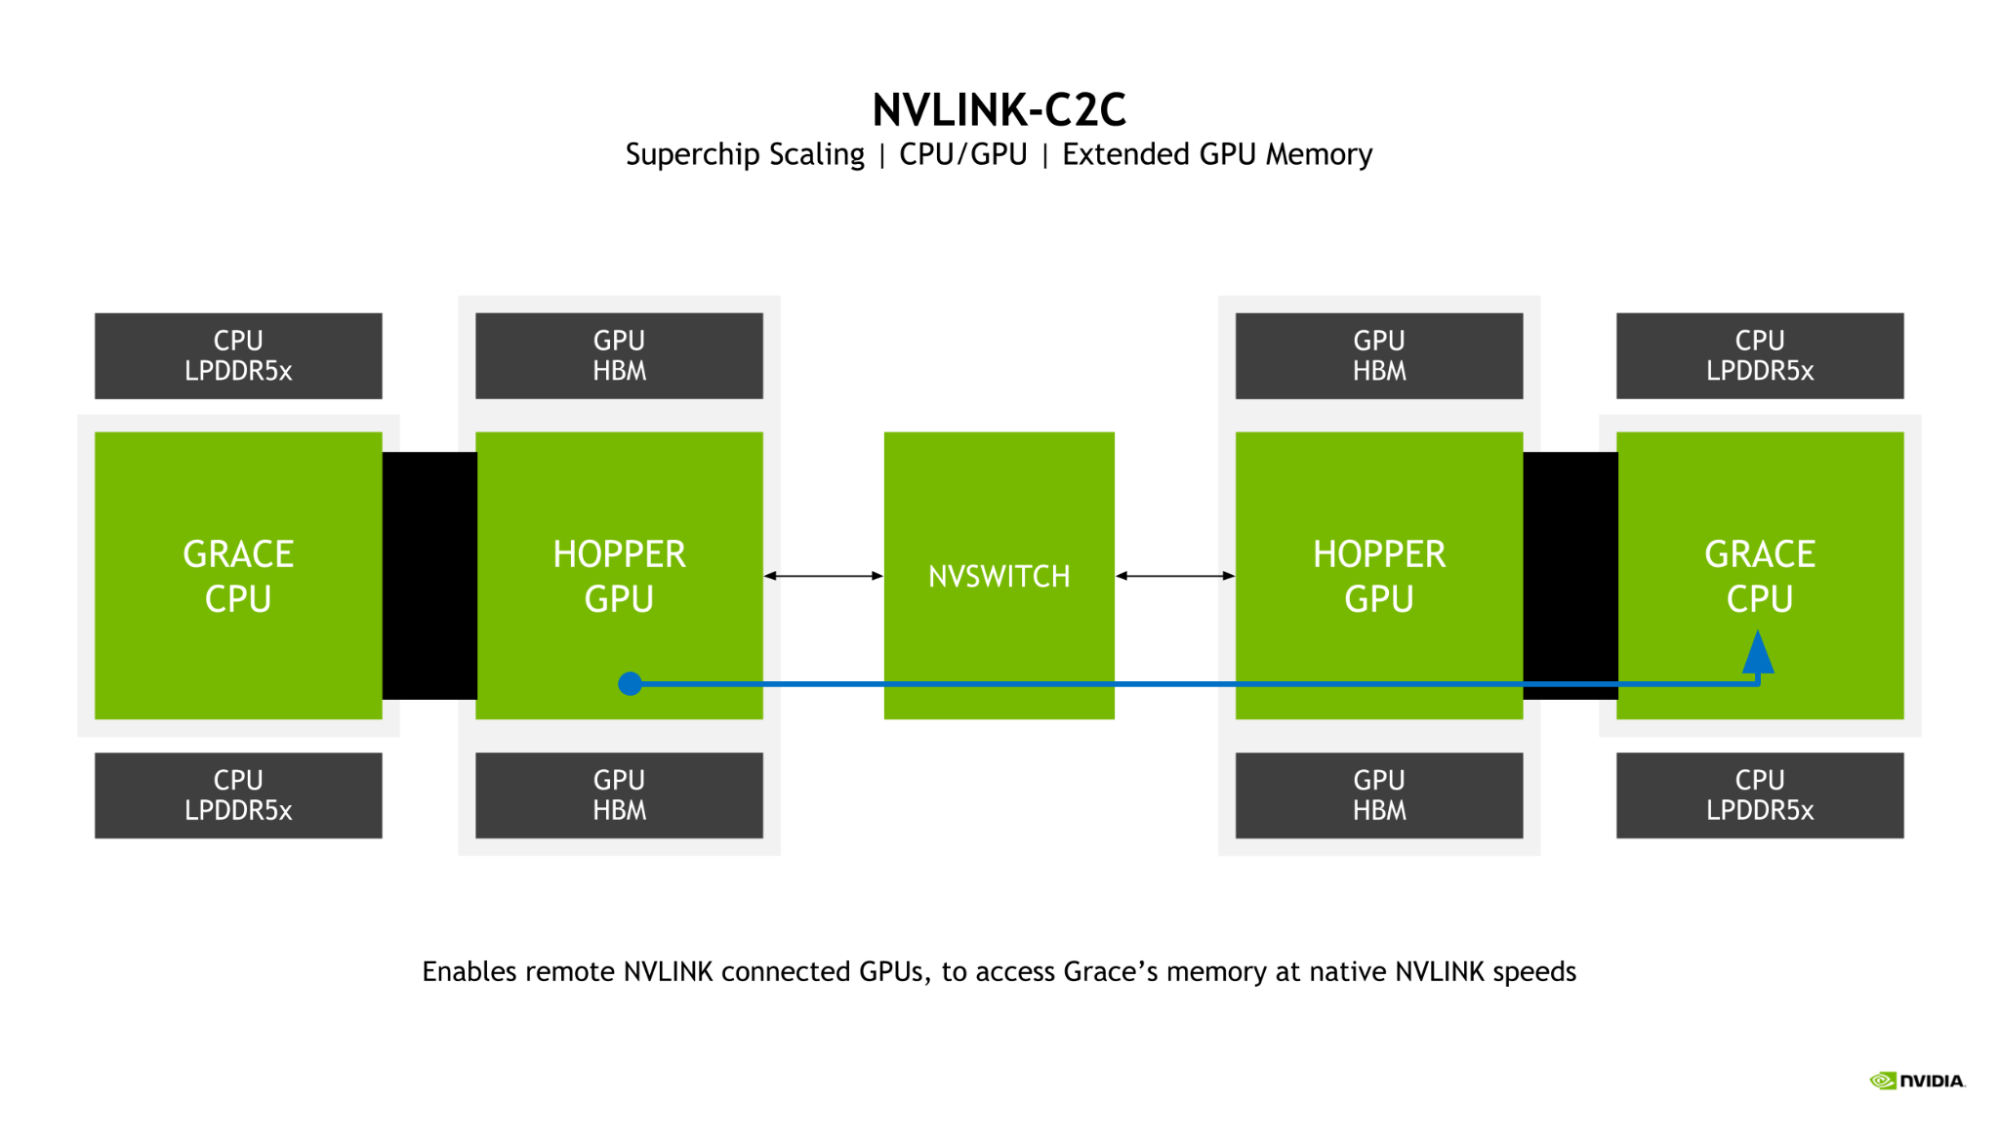 NVLINK-C2C
Superchip Scaling | CPU/GPU | Extended GPU Memory
CPU
LPDDR5x
GPU
HBM
GPU
HBM
CPU
LPDDR5x
GRACE
CPU
HOPPER
GPU
NVSWITCH
HOPPER
GPU
GRACE
CPU
CPU
LPDDR5x
GPU
HBM
GPU
HBM
CPU
LPDDR5x
Enables remote NVLINK connected GPUs, to access Grace’s memory at native NVLINK speeds
NVIDIA.